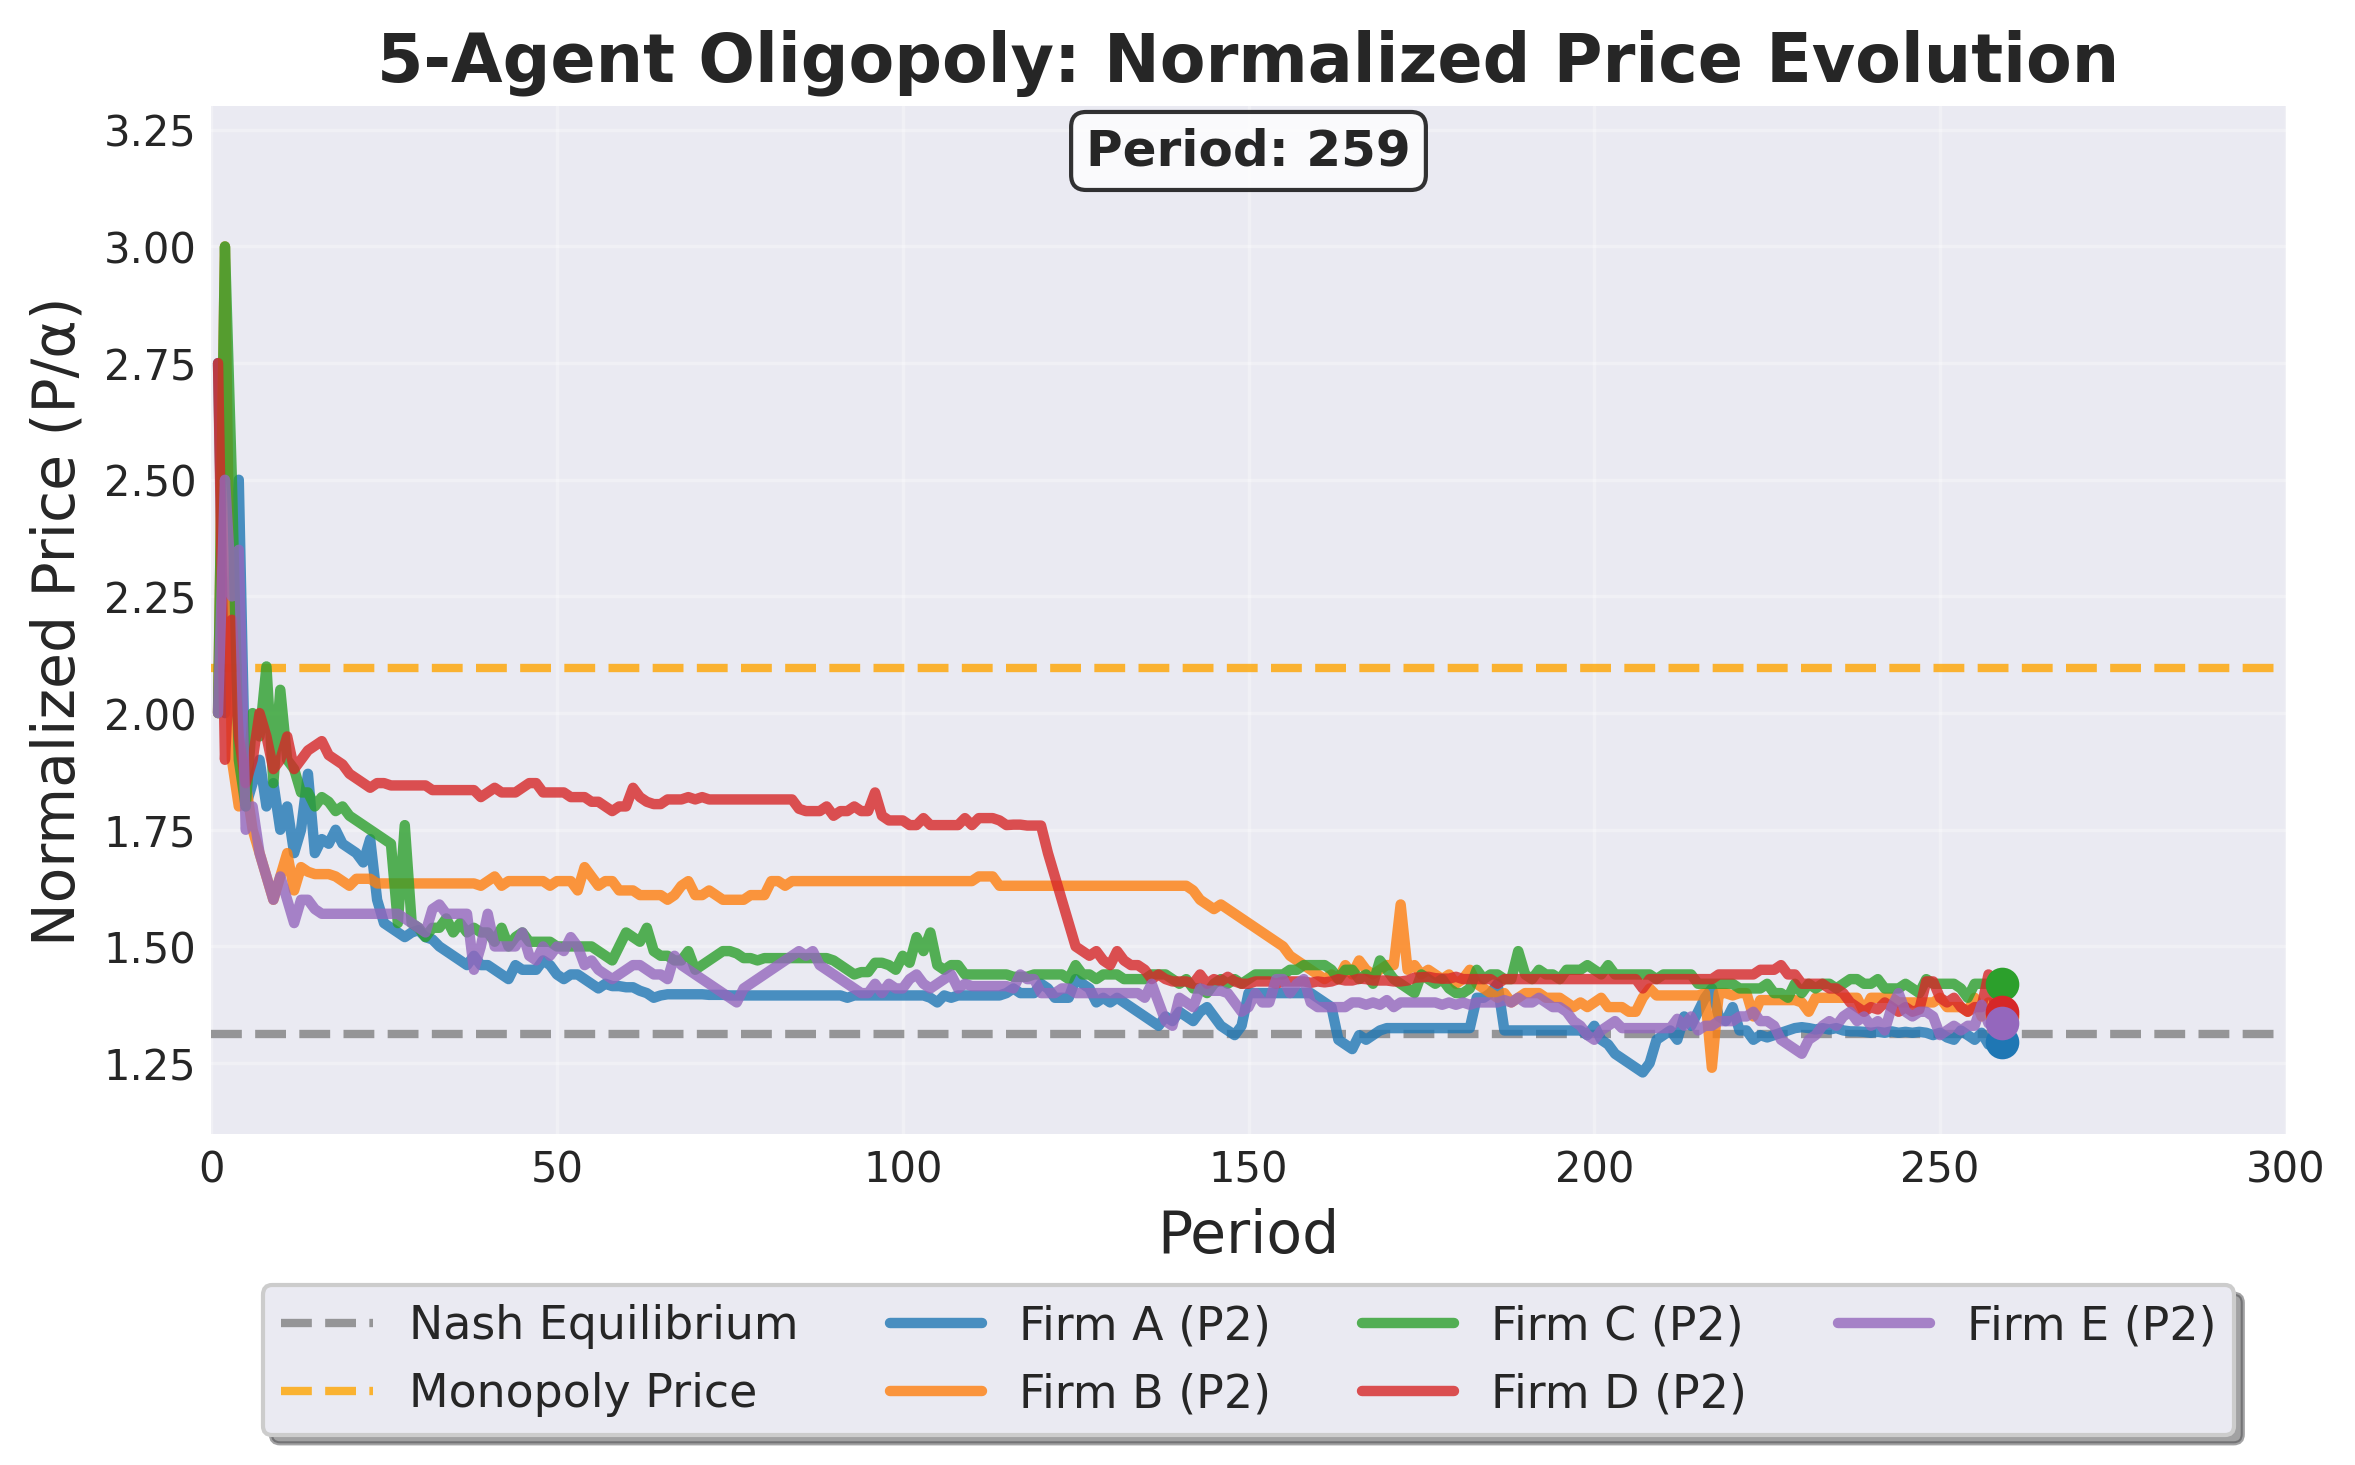 5-Agent Oligopoly: Normalized Price Evolution
Period: 259
Normalized Price (P/α)
3.25
3.00
2.75
2.50
2.25
2.00
1.75
1.50
1.25
0 50 100 150 200 250 300
Period
Nash Equilibrium
Monopoly Price
Firm A (P2)
Firm B (P2)
Firm C (P2)
Firm D (P2)
Firm E (P2)